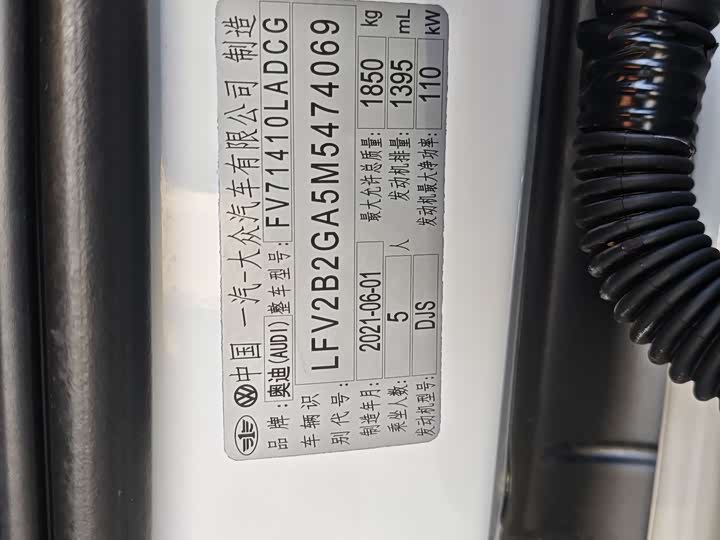 中国 一汽-大众汽车有限公司 制造
品牌: 奥迪(AUDI) 整车型号: FV71410LADCG
车辆识别代号: LFV2B2GA5M5474069
制造年月: 2021-06-01 最大允许总质量: 1850 kg
乘坐人数: 5 人 发动机排量: 1395 mL
发动机型号: DJS 发动机最大净功率: 110 kW